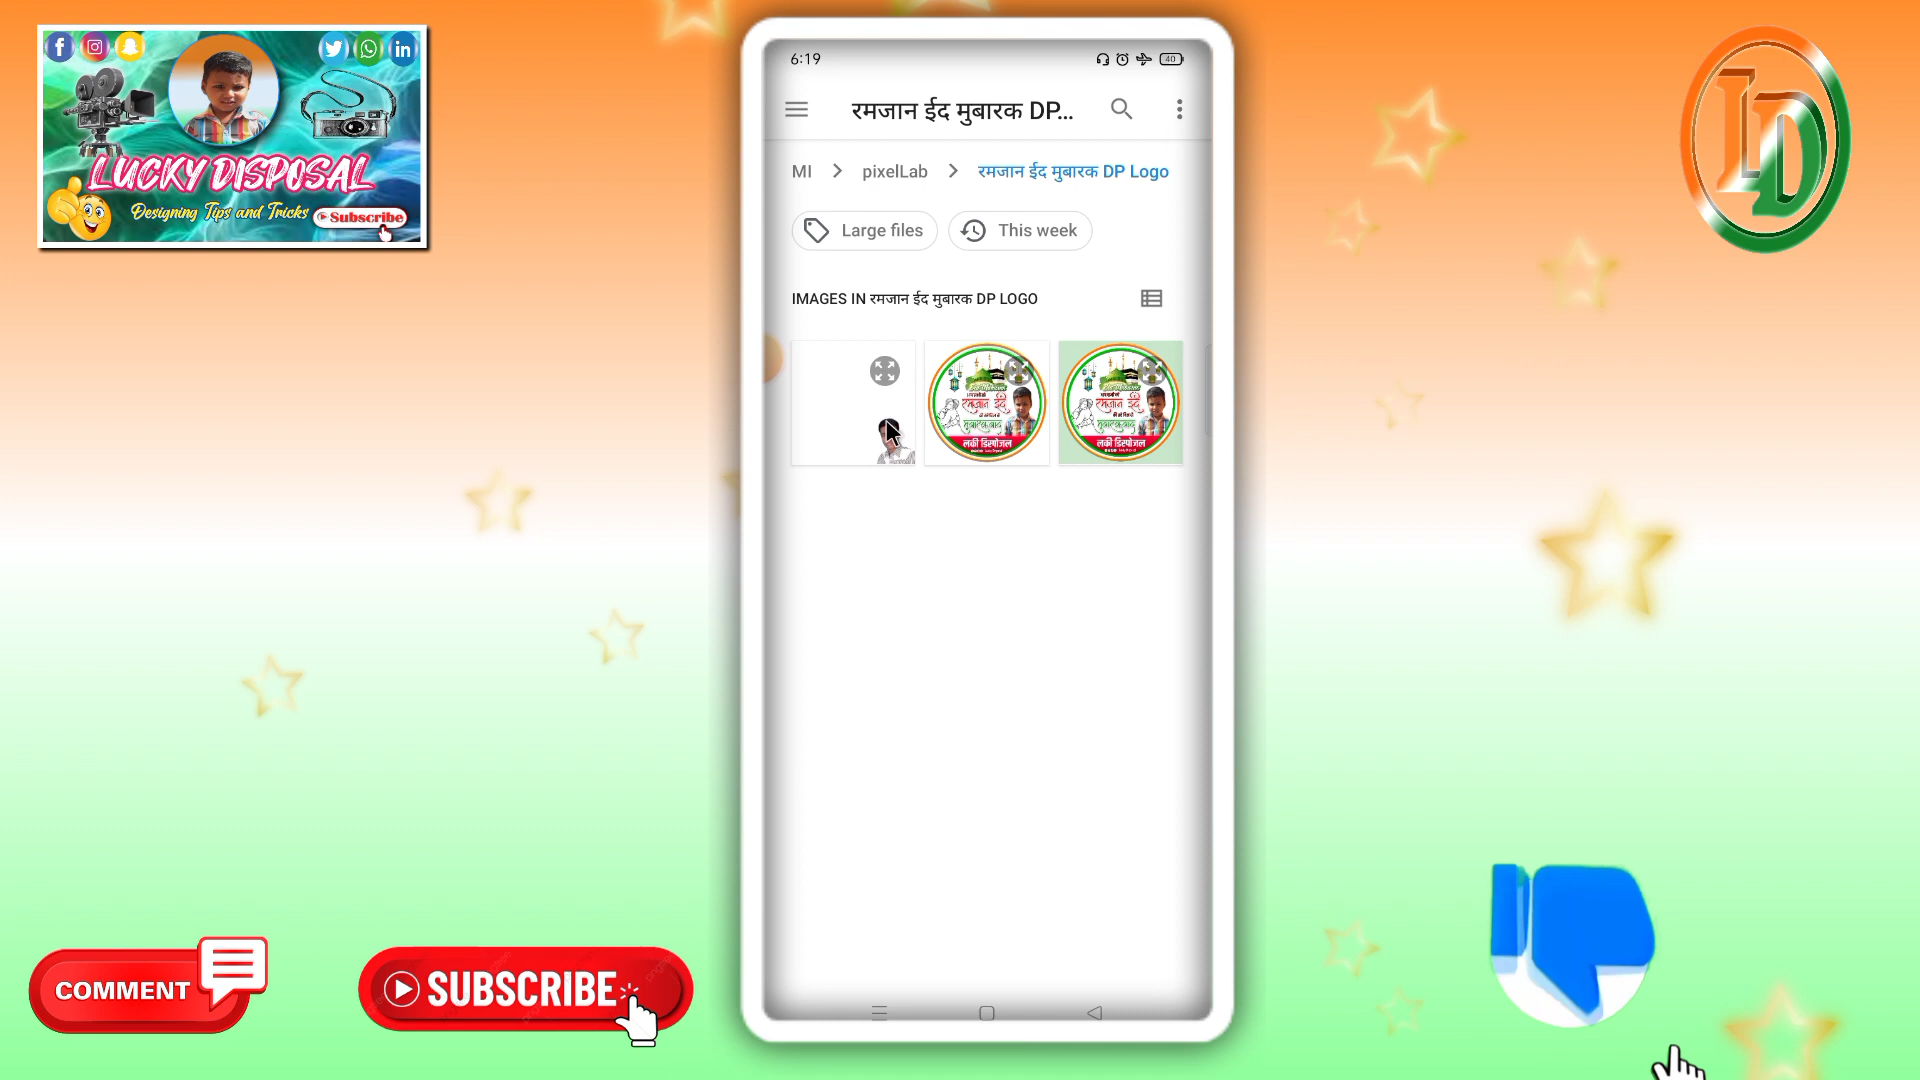 LUCKY DISPOSAL
Designing Tips and Tricks
Subscribe
6:19
40
रमजान ईद मुबारक DP...
MI
pixelLab
रमजान ईद मुबारक DP Logo
Large files
This week
IMAGES IN रमजान ईद मुबारक DP LOGO
रमजान ईद
मुबारकबाद
लकी डिस्पोजल
रमजान ईद
मुबारकबाद
लकी डिस्पोजल
LD
COMMENT
SUBSCRIBE